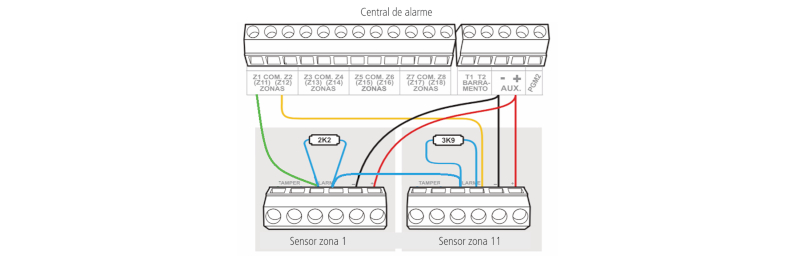 Central de alarme
Z1 COM. Z2 Z3 COM. Z4 Z5 COM. Z6 Z7 COM. Z8 T1 T2 - + PGM2
(Z11) (Z12) (Z13) (Z14) (Z15) (Z16) (Z17) (Z18) BARRA-
ZONAS ZONAS ZONAS ZONAS MENTO AUX.
2K2 3K9
TAMPER ALARME - + TAMPER ALARME - +
Sensor zona 1 Sensor zona 11